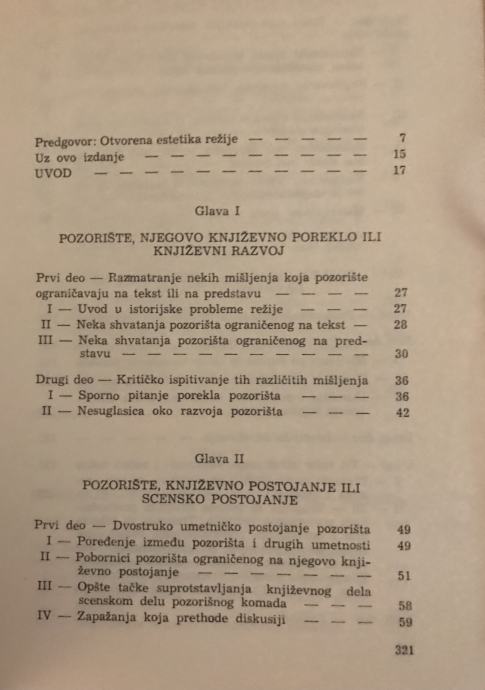 Predgovor: Otvorena estetika režije — — — — — — 7
Uz ovo izdanje — — — — — — — — 15
UVOD — — — — — — — — — — 17
Glava I
POZORIŠTE, NJEGOVO KNJIŽEVNO POREKLO ILI
KNJIŽEVNI RAZVOJ
Prvi deo — Razmatranje nekih mišljenja koja pozorište
ograničavaju na tekst ili na predstavu — — — — 27
I — Uvod u istorijske probleme režije — — — 27
II — Neka shvatanja pozorišta ograničenog na tekst — 28
III — Neka shvatanja pozorišta ograničenog na pred-
stavu — — — — — — — — — 30
Drugi deo — Kritičko ispitivanje tih različitih mišljenja 36
I — Sporno pitanje porekla pozorišta — — — 36
II — Nesuglasica oko razvoja pozorišta — — — 42
Glava II
POZORIŠTE, KNJIŽEVNO POSTOJANJE ILI
SCENSKO POSTOJANJE
Prvi deo — Dvostruko umetničko postojanje pozorišta 49
I — Poređenje između pozorišta i drugih umetnosti 49
II — Pobornici pozorišta ograničenog na njegovo knji-
ževno postojanje — — — — — — — 51
III — Opšte tačke suprotstavljanja književnog dela
scenskom delu pozorišnog komada — — — 58
IV — Zapažanja koja prethode diskusiji — — — 59
321